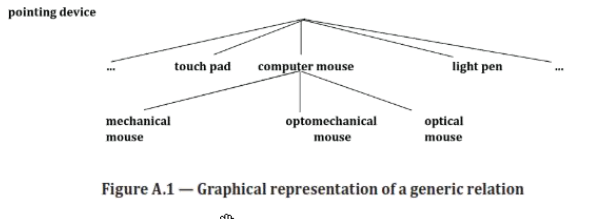 pointing device
... touch pad computer mouse light pen ...
mechanical optomechanical optical
mouse mouse mouse
Figure A.1 — Graphical representation of a generic relation